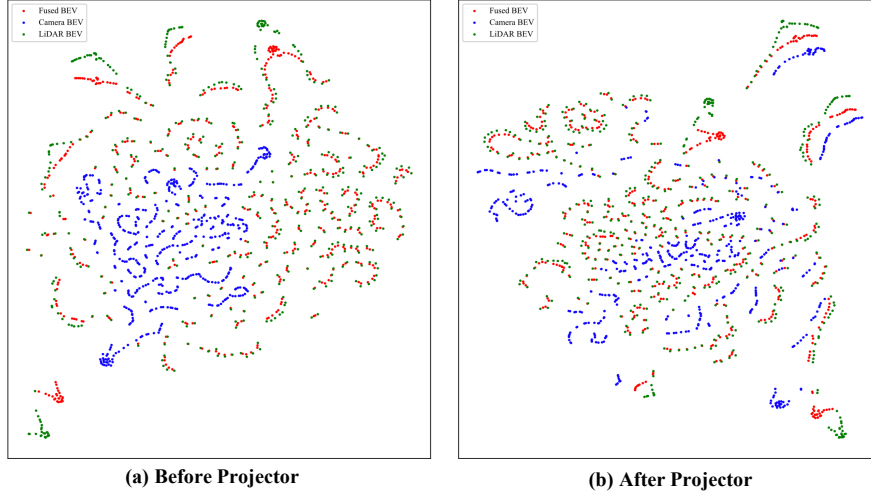 Fused BEV
Camera BEV
LiDAR BEV
Fused BEV
Camera BEV
LiDAR BEV
(a) Before Projector
(b) After Projector